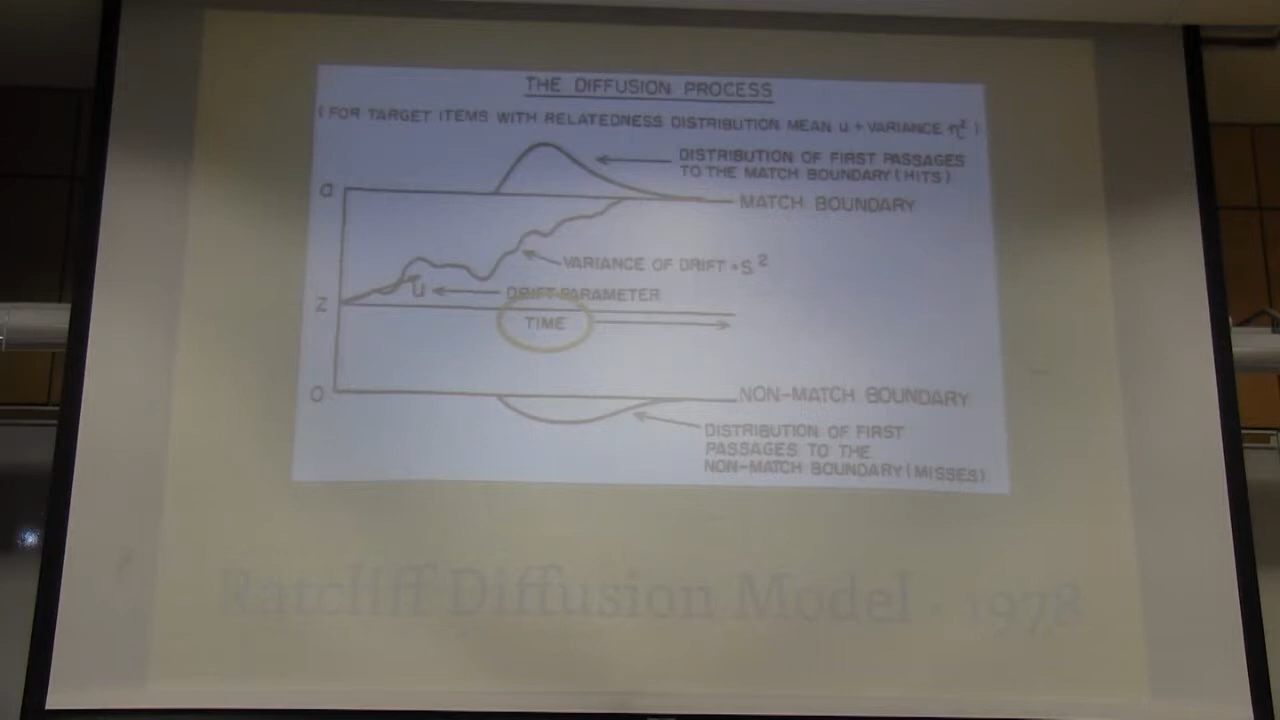 THE DIFFUSION PROCESS
(FOR TARGET ITEMS WITH RELATEDNESS DISTRIBUTION MEAN u + VARIANCE η²)
DISTRIBUTION OF FIRST PASSAGES
TO THE MATCH BOUNDARY (HITS)
a
MATCH BOUNDARY
VARIANCE OF DRIFT = S²
u
DRIFT PARAMETER
Z
TIME
O
NON-MATCH BOUNDARY
DISTRIBUTION OF FIRST
PASSAGES TO THE
NON-MATCH BOUNDARY (MISSES)
Ratcliff Diffusion Model - 1978